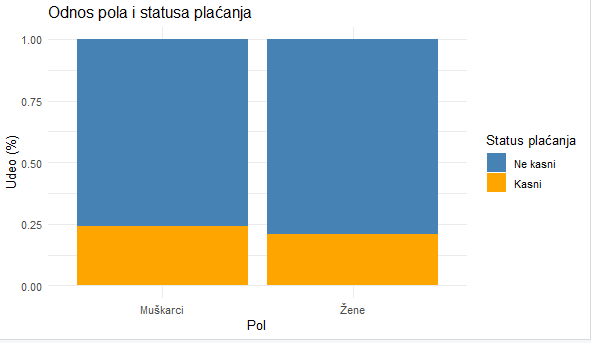 Odnos pola i statusa plaćanja
1.00
0.75
0.50
0.25
0.00
Udeo (%)
Muškarci
Žene
Pol
Status plaćanja
Ne kasni
Kasni